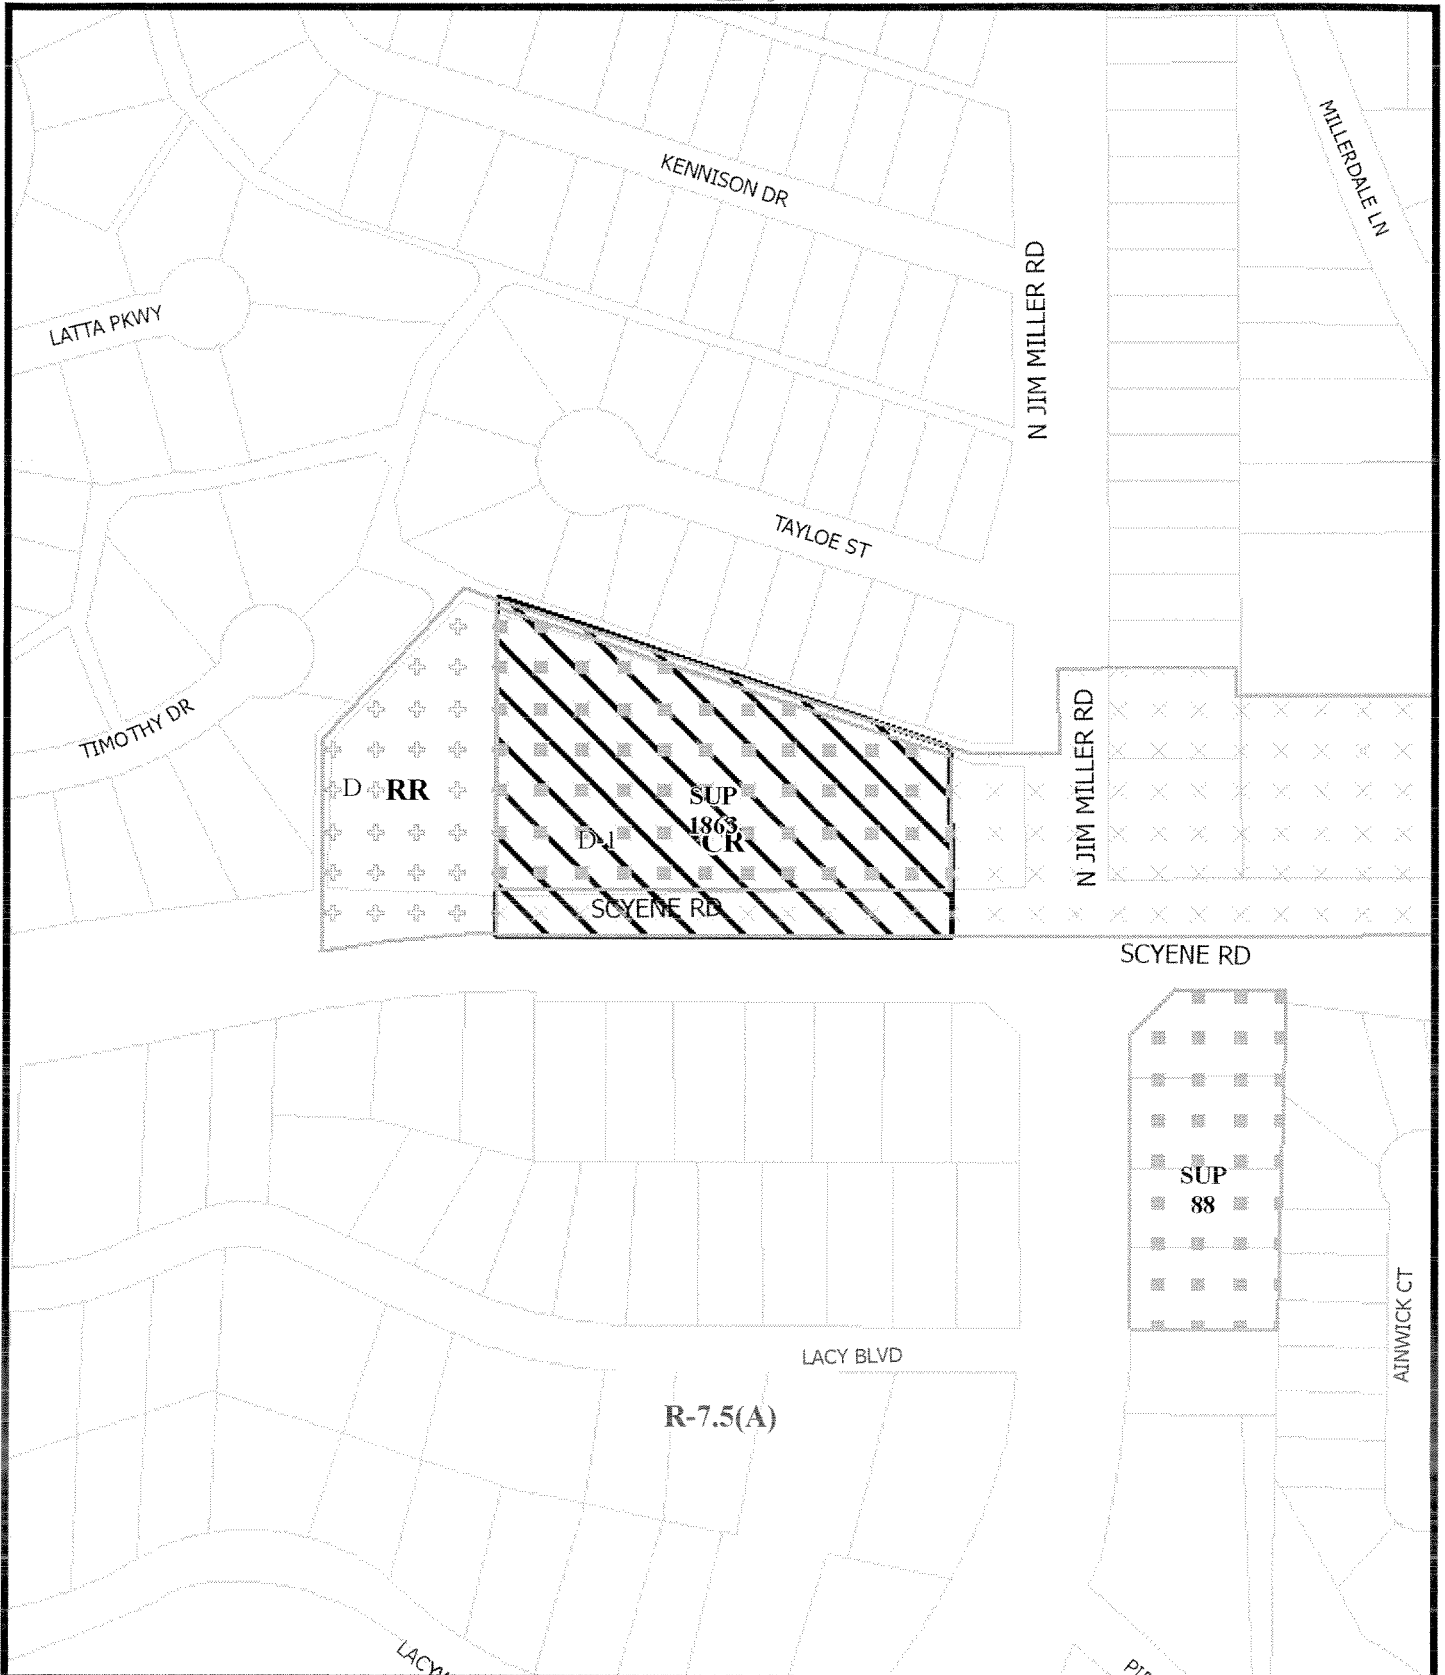 KENNISON DR
MILLERDALE LN
N JIM MILLER RD
LATTA PKWY
TAYLOE ST
TIMOTHY DR
N JIM MILLER RD
D RR
SUP
1863
D-1
CR
SCYENE RD
SCYENE RD
SUP
88
AINWICK CT
LACY BLVD
R-7.5(A)